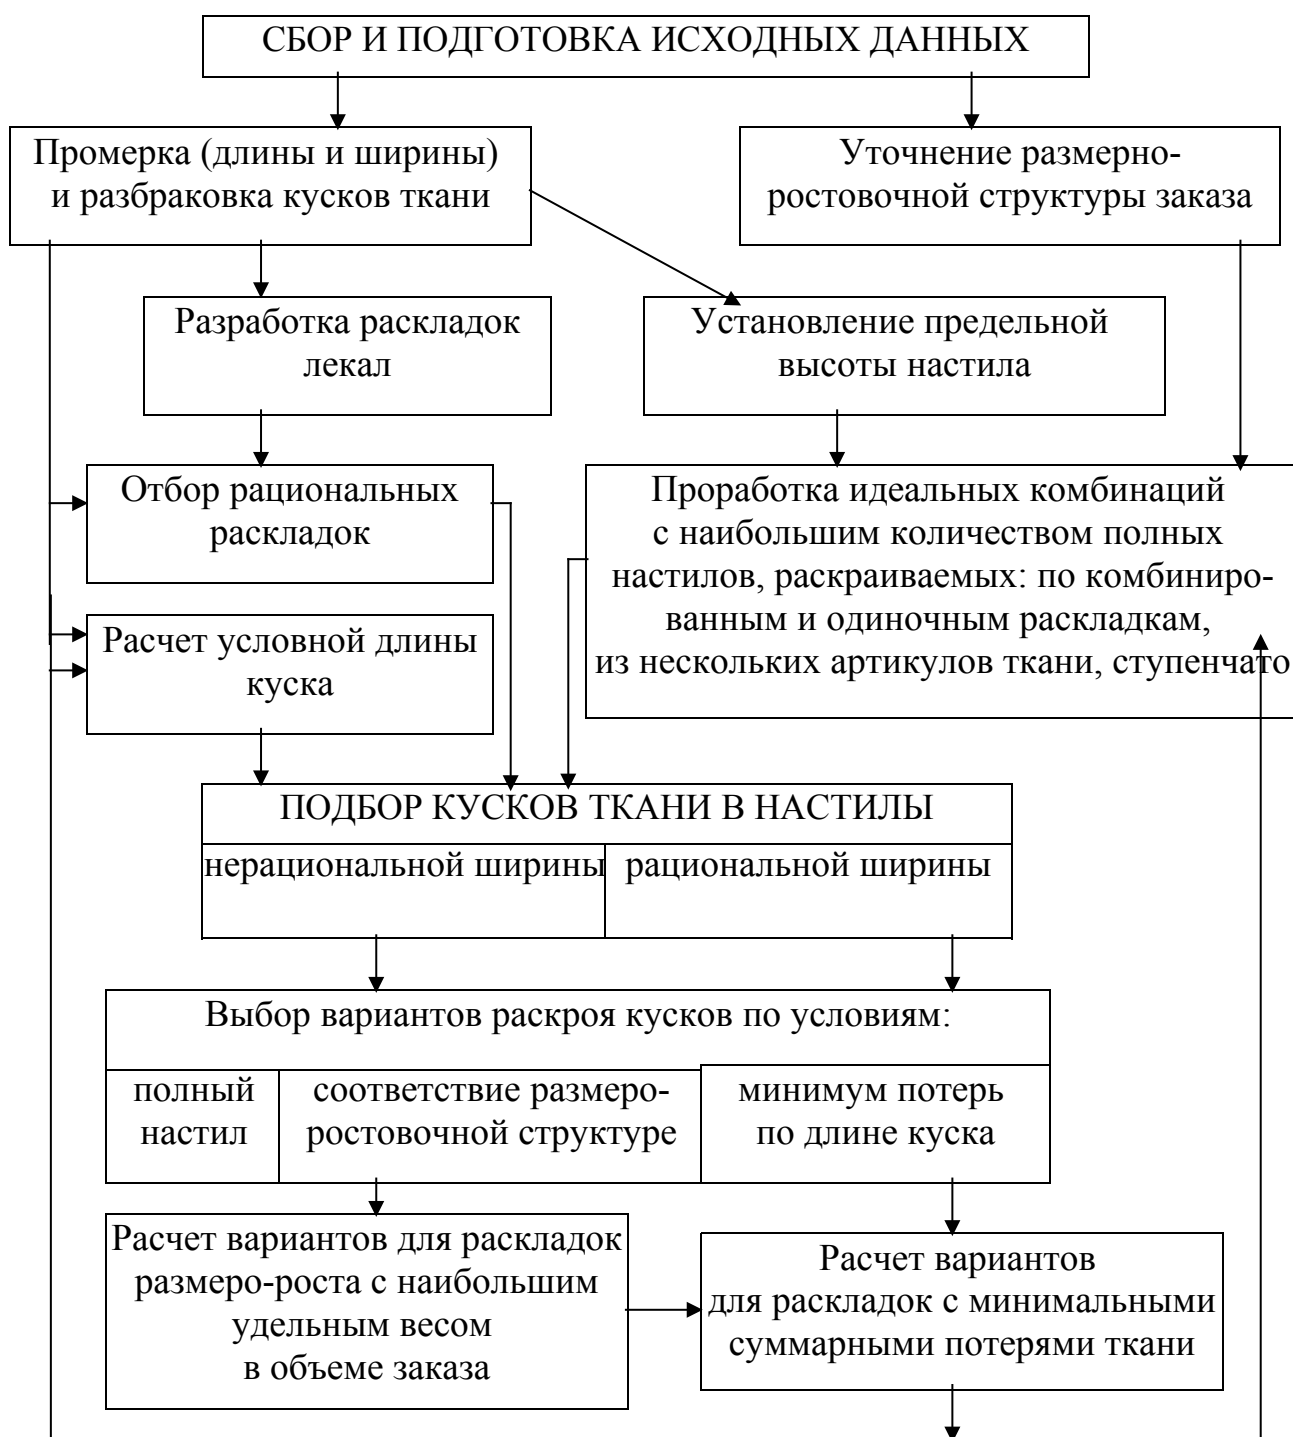 СБОР И ПОДГОТОВКА ИСХОДНЫХ ДАННЫХ
Промерка (длины и ширины)
и разбраковка кусков ткани
Уточнение размерно-
ростовочной структуры заказа
Разработка раскладок
лекал
Установление предельной
высоты настила
Отбор рациональных
раскладок
Проработка идеальных комбинаций
с наибольшим количеством полных
настилов, раскраиваемых: по комбиниро-
ванным и одиночным раскладкам,
из нескольких артикулов ткани, ступенчато
Расчет условной длины
куска
ПОДБОР КУСКОВ ТКАНИ В НАСТИЛЫ
нерациональной ширины
рациональной ширины
Выбор вариантов раскроя кусков по условиям:
полный
настил
соответствие размеро-
ростовочной структуре
минимум потерь
по длине куска
Расчет вариантов для раскладок
размеро-роста с наибольшим
удельным весом
в объеме заказа
Расчет вариантов
для раскладок с минимальными
суммарными потерями ткани